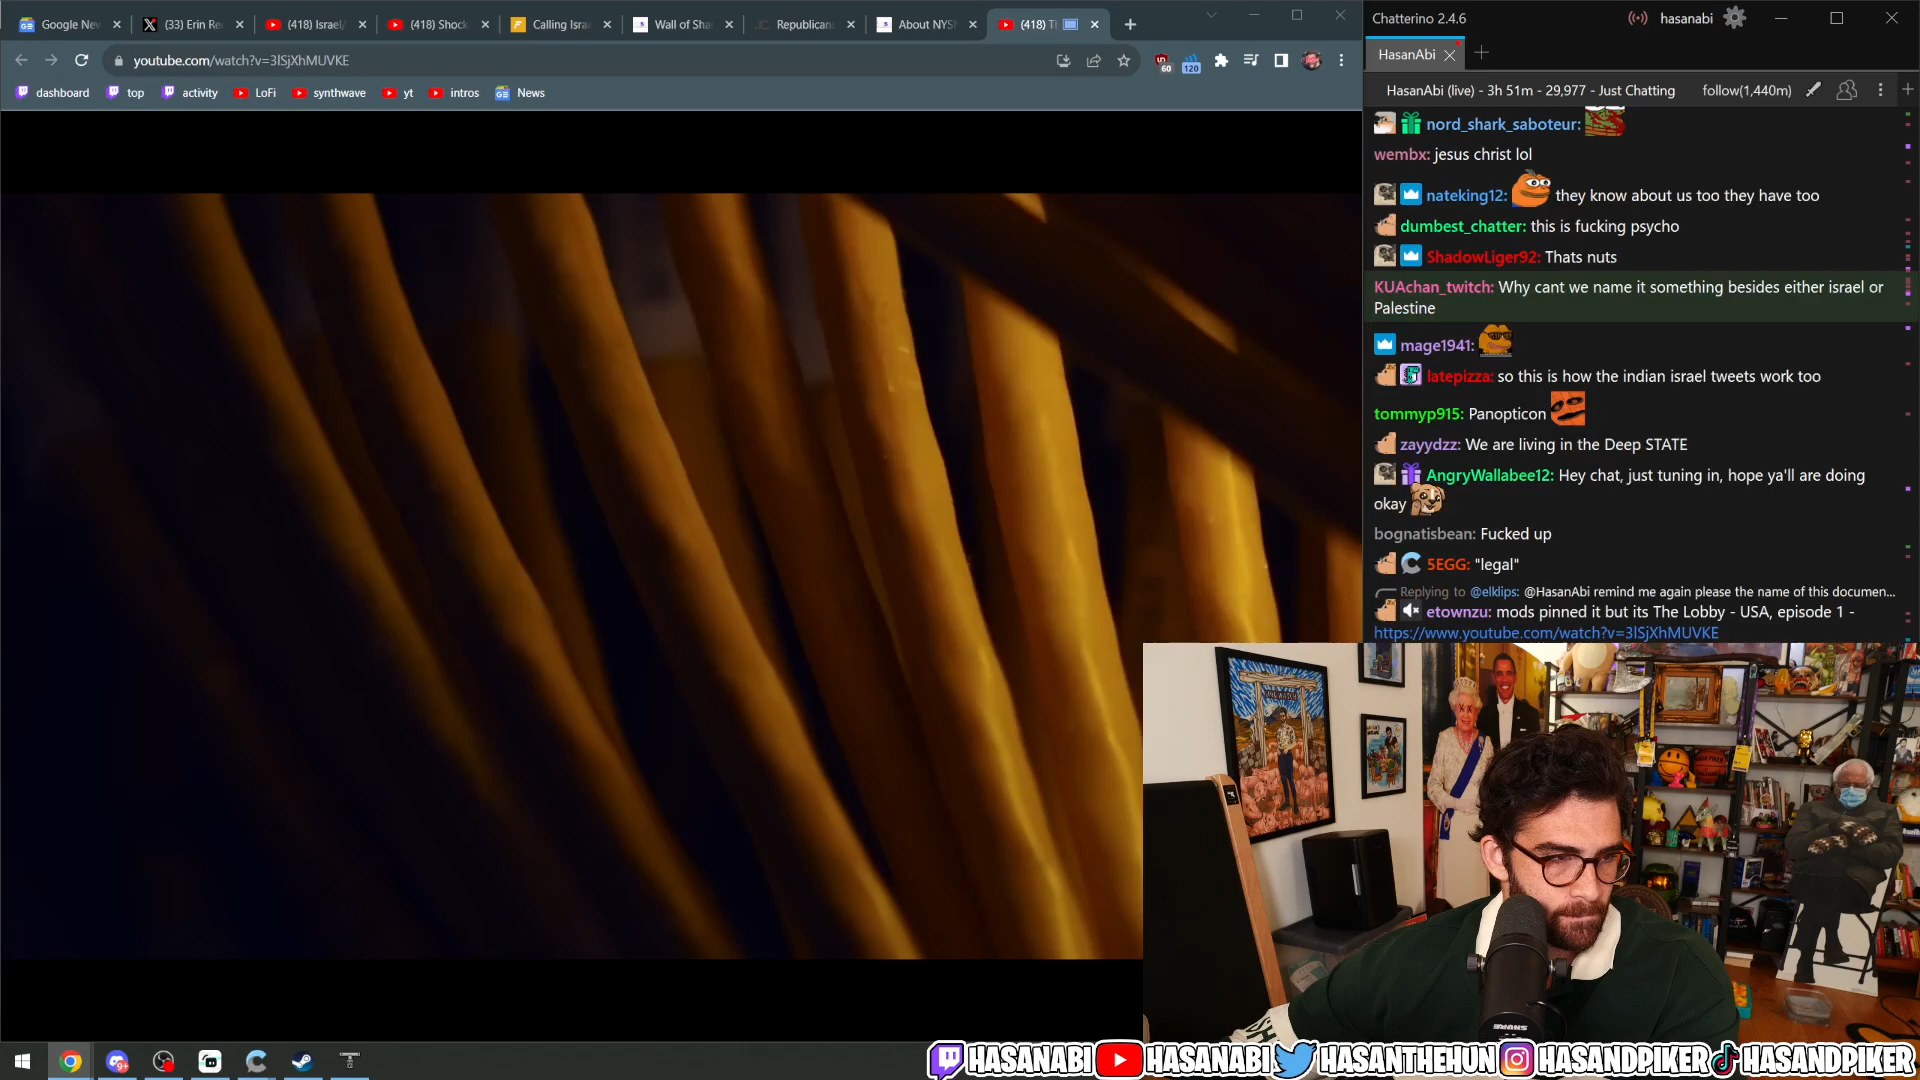 Google Nev
(33) Erin Re
(418) Israel/
(418) Shock
Calling Isra
Wall of Sha
Republican
About NYSH
(418) T
youtube.com/watch?v=3lSjXhMUVKE
60
120
dashboard
top
activity
LoFi
synthwave
yt
intros
News
Chatterino 2.4.6
hasanabi
HasanAbi
HasanAbi (live) - 3h 51m - 29,977 - Just Chatting
follow(1,440m)
nord_shark_saboteur:
wembx: jesus christ lol
nateking12: they know about us too they have too
dumbest_chatter: this is fucking psycho
ShadowLiger92: Thats nuts
KUAchan_twitch: Why cant we name it something besides either israel or
Palestine
mage1941:
latepizza: so this is how the indian israel tweets work too
tommyp915: Panopticon
zayydzz: We are living in the Deep STATE
AngryWallabee12: Hey chat, just tuning in, hope ya'll are doing
okay
bognatisbean: Fucked up
5EGG: "legal"
Replying to @elklips: @HasanAbi remind me again please the name of this documen...
etownzu: mods pinned it but its The Lobby - USA, episode 1 -
https://www.youtube.com/watch?v=3lSjXhMUVKE
HASANABI HASANABI HASANTHEHUN HASANDPIKER HASANDPIKER